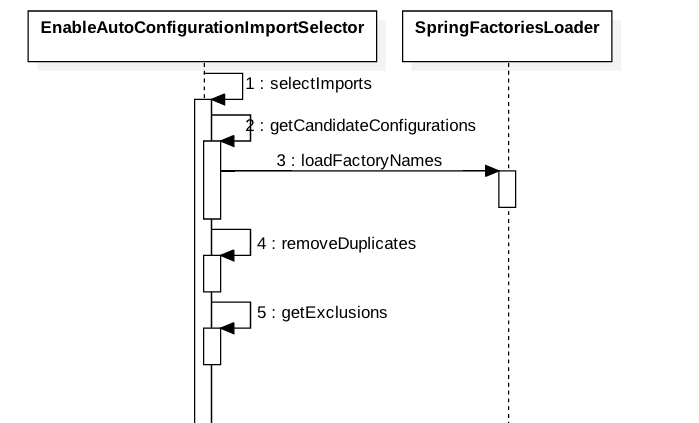 EnableAutoConfigurationImportSelector
SpringFactoriesLoader
1 : selectImports
2 : getCandidateConfigurations
3 : loadFactoryNames
4 : removeDuplicates
5 : getExclusions